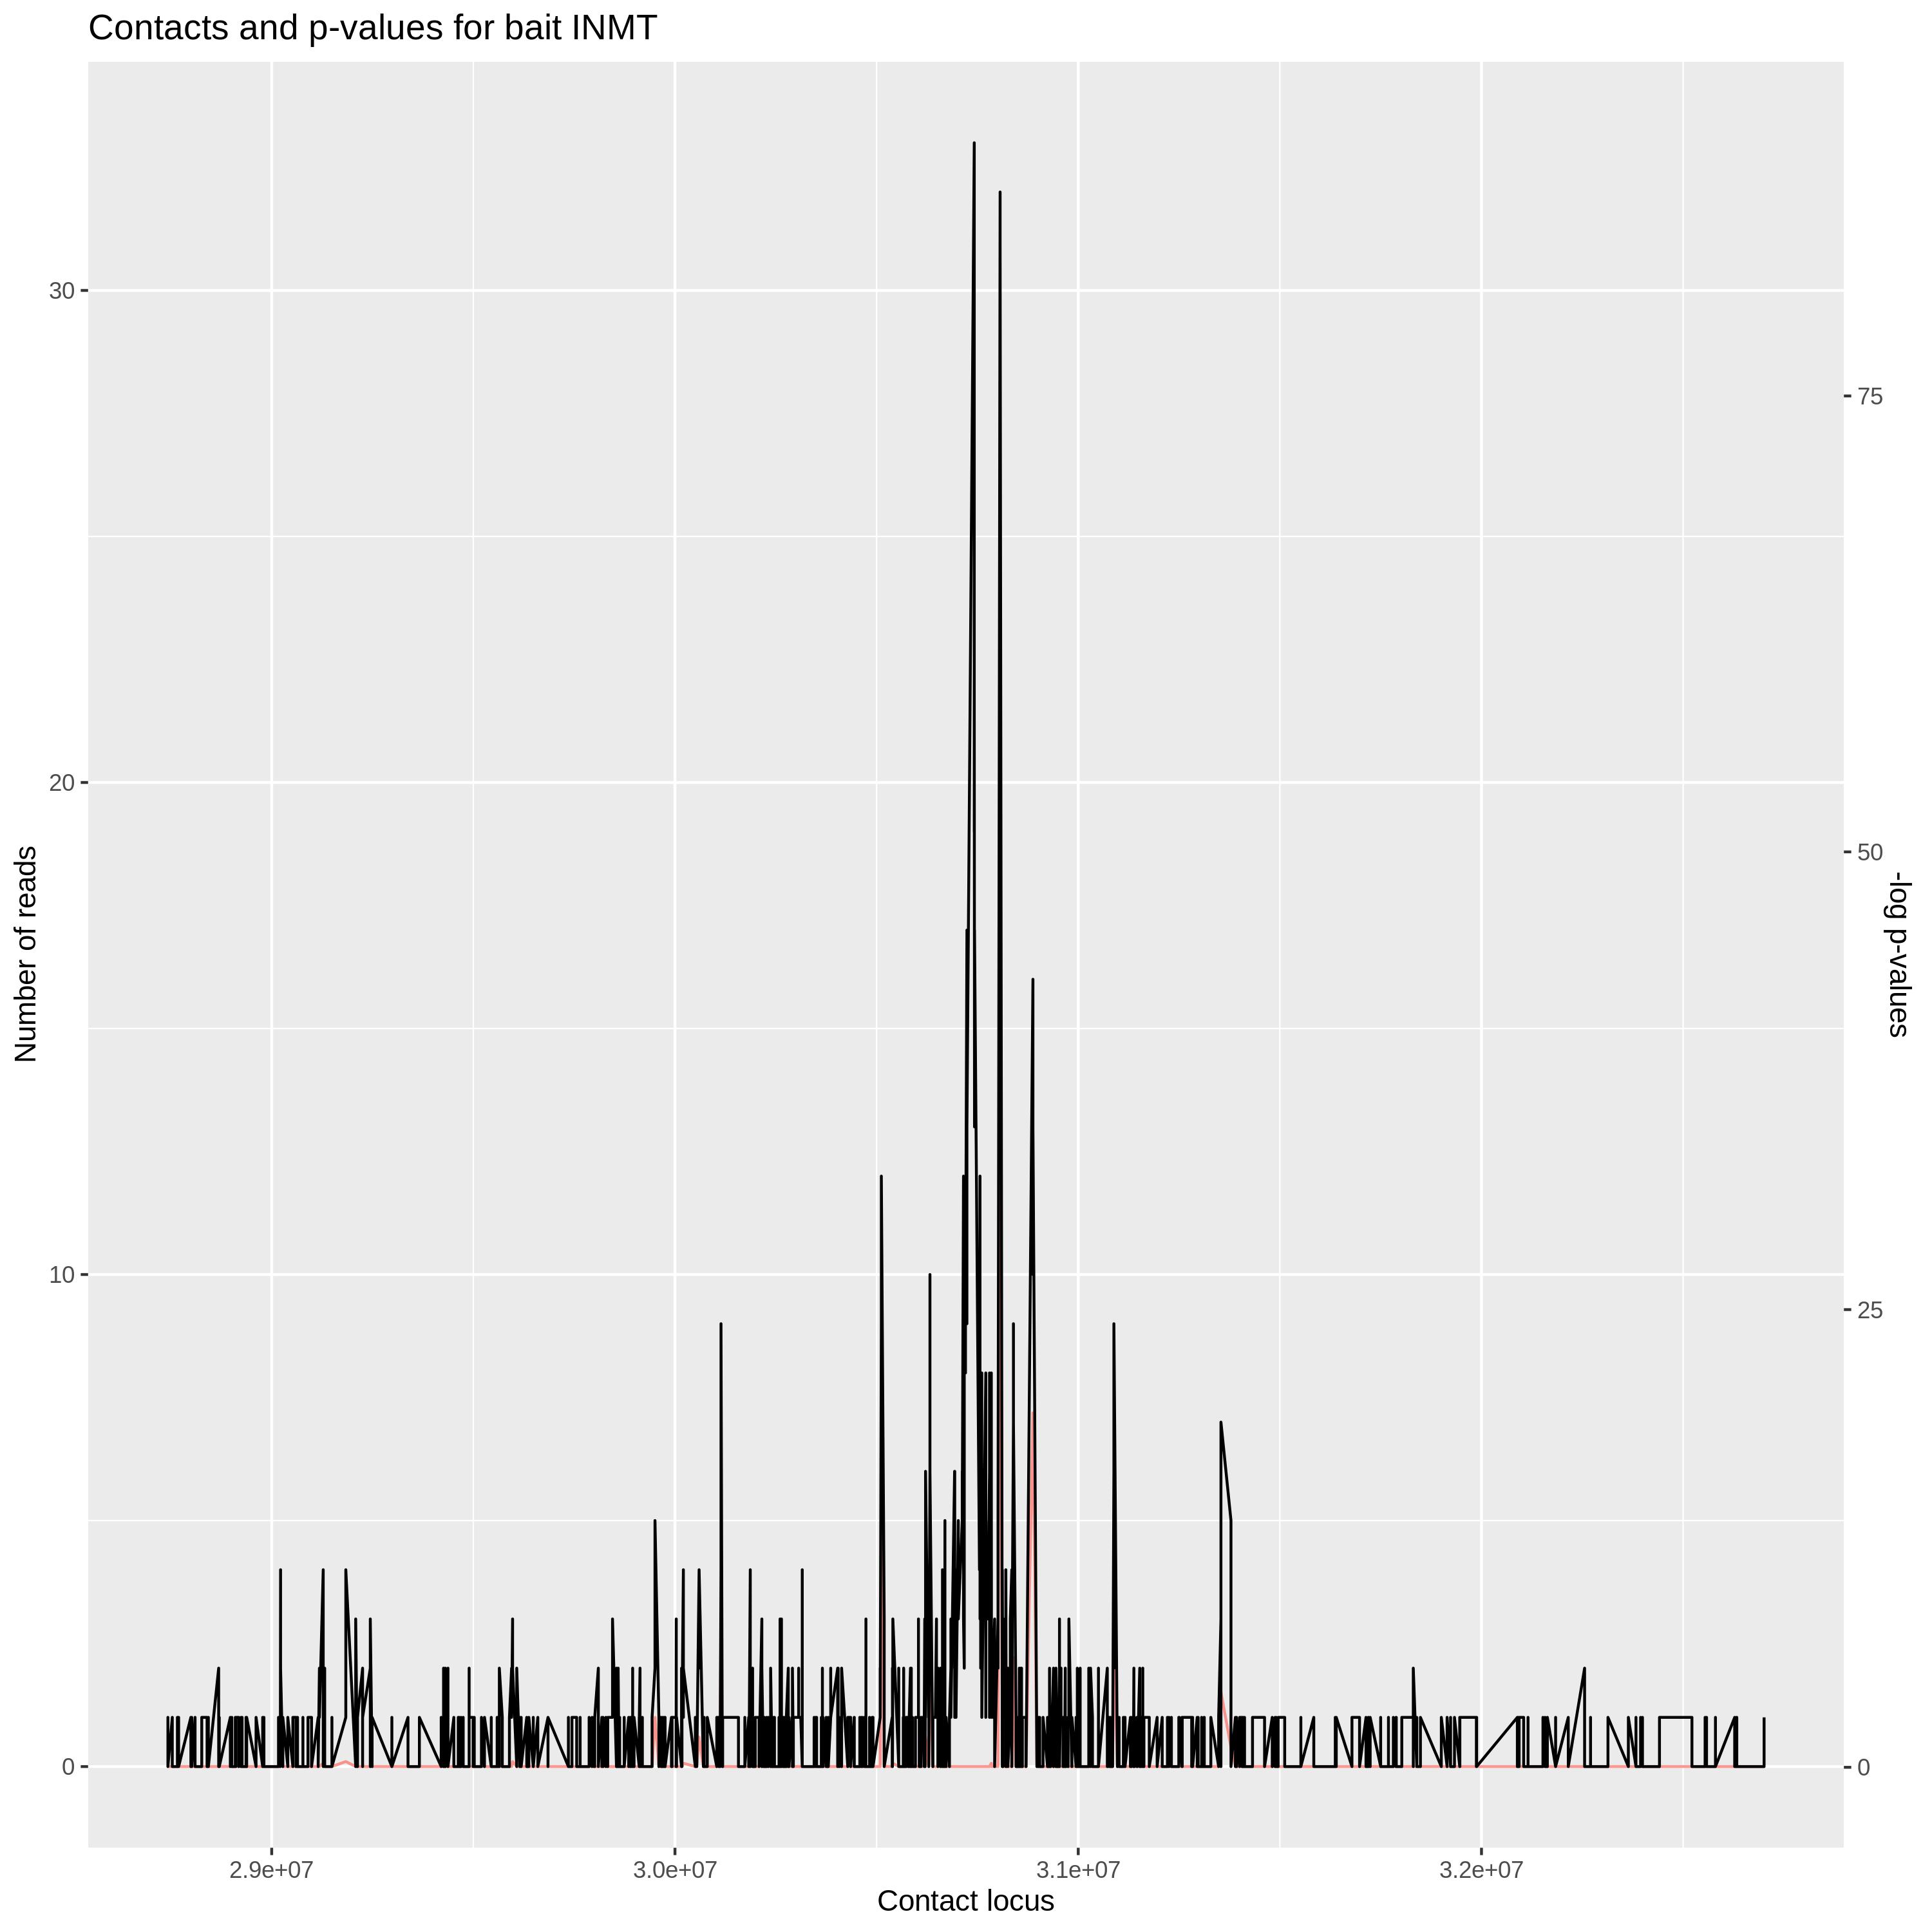 Contacts and p-values for bait INMT
30
20
10
0
75
50
25
0
Number of reads
-log p-values
2.9e+07 3.0e+07 3.1e+07 3.2e+07
Contact locus